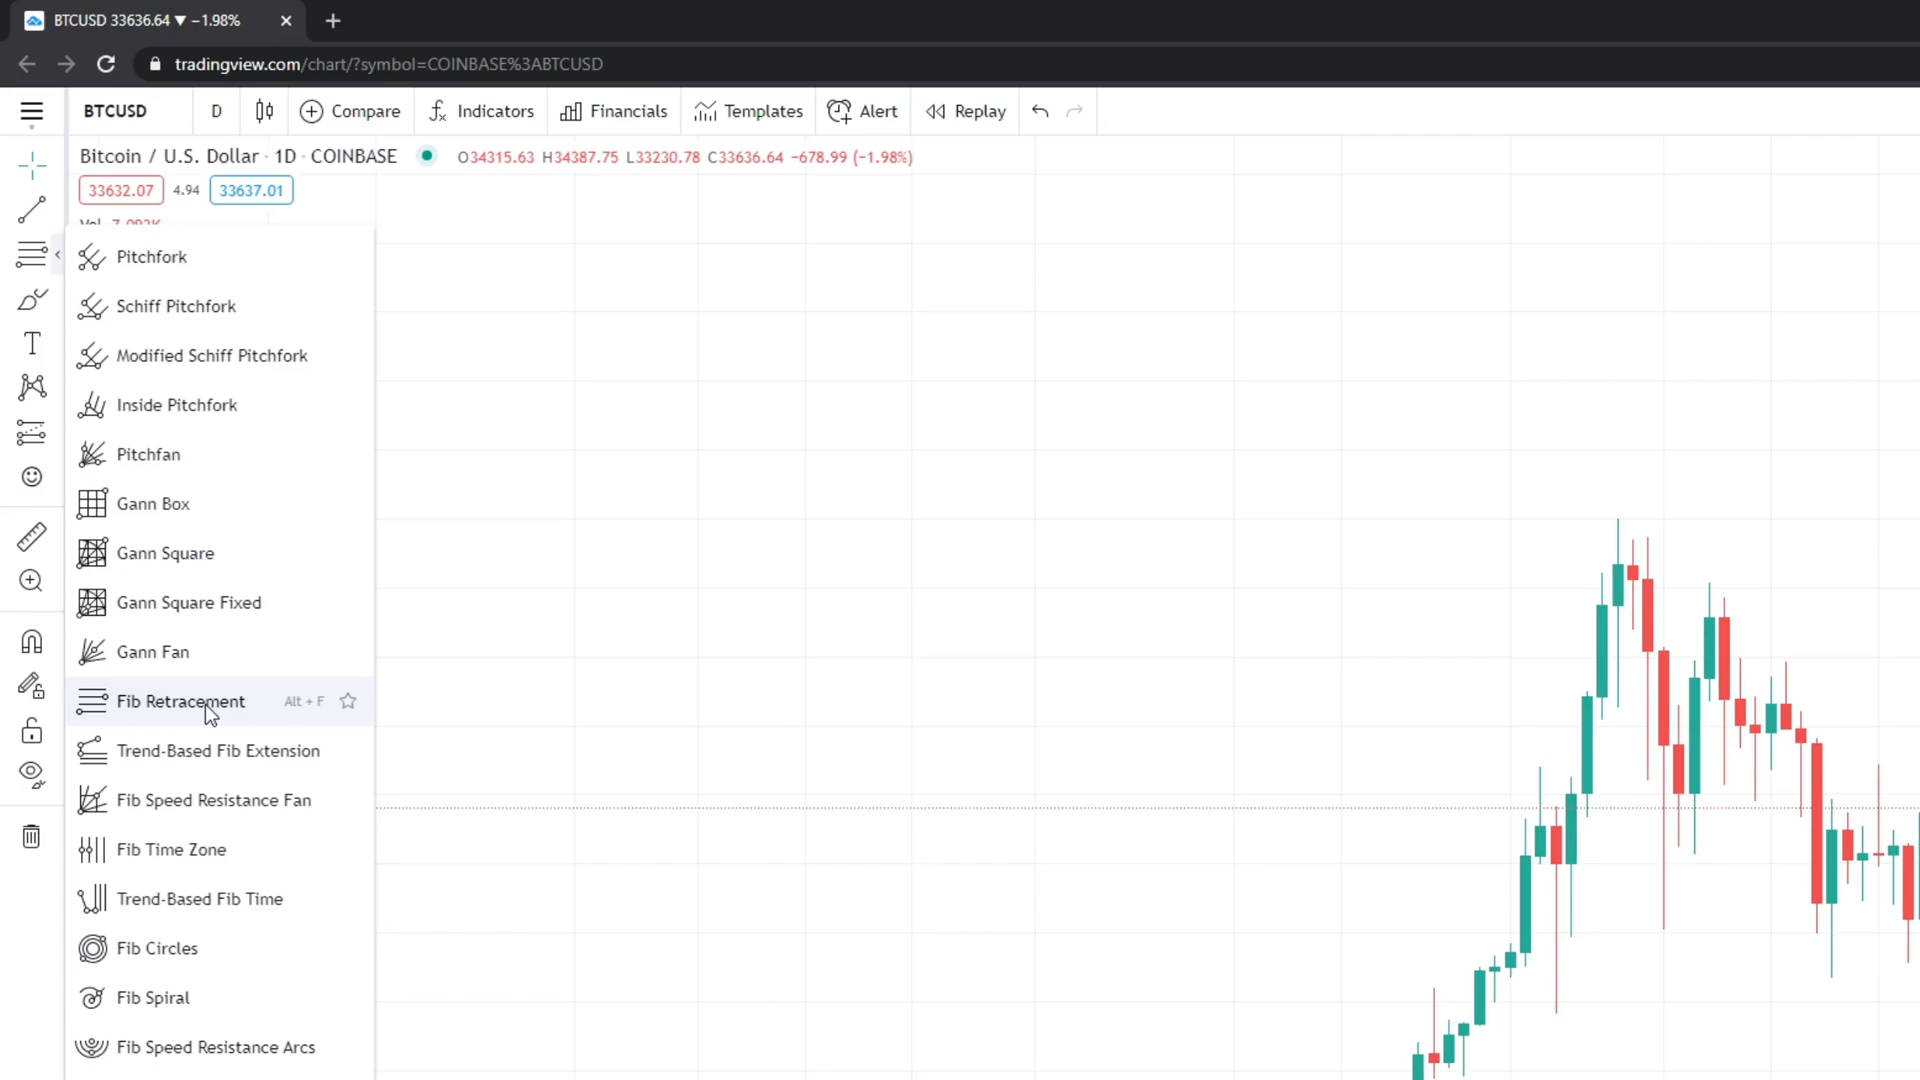 BTCUSD 33636.64 ▼ −1.98%
tradingview.com/chart/?symbol=COINBASE%3ABTCUSD
BTCUSD D Compare Indicators Financials Templates Alert Replay
Bitcoin / U.S. Dollar · 1D · COINBASE O34315.63 H34387.75 L33230.78 C33636.64 −678.99 (−1.98%)
33632.07 4.94 33637.01
Vol 7.093K
Pitchfork
Schiff Pitchfork
Modified Schiff Pitchfork
Inside Pitchfork
Pitchfan
Gann Box
Gann Square
Gann Square Fixed
Gann Fan
Fib Retracement Alt + F
Trend-Based Fib Extension
Fib Speed Resistance Fan
Fib Time Zone
Trend-Based Fib Time
Fib Circles
Fib Spiral
Fib Speed Resistance Arcs